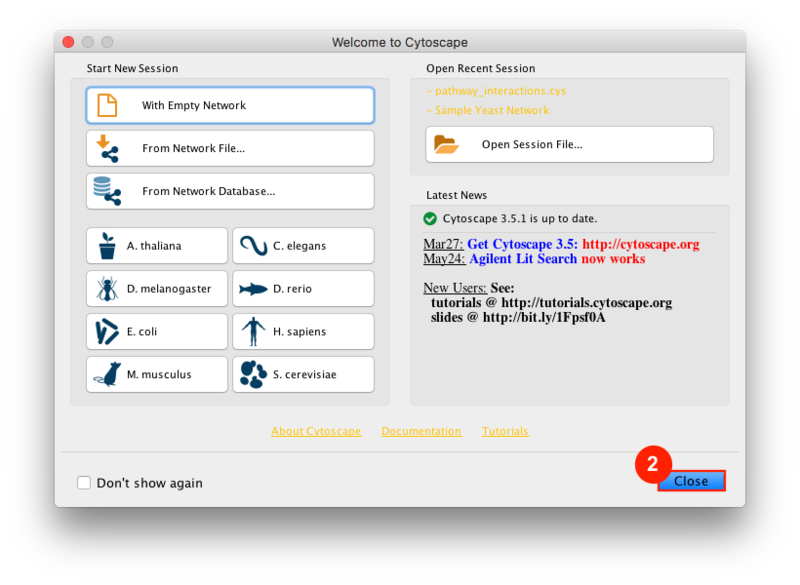 Welcome to Cytoscape
Start New Session
With Empty Network
From Network File...
From Network Database...
A. thaliana
C. elegans
D. melanogaster
D. rerio
E. coli
H. sapiens
M. musculus
S. cerevisiae
Open Recent Session
- pathway_interactions.cys
- Sample Yeast Network
Open Session File...
Latest News
Cytoscape 3.5.1 is up to date.
Mar27: Get Cytoscape 3.5: http://cytoscape.org
May24: Agilent Lit Search now works
New Users: See:
tutorials @ http://tutorials.cytoscape.org
slides @ http://bit.ly/1Fpsf0A
About Cytoscape Documentation Tutorials
Don't show again
2
Close